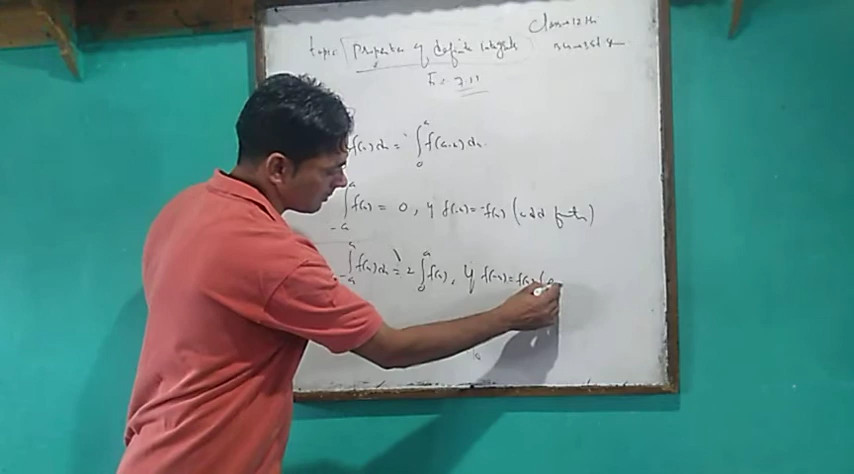 Class 12th
Topic: Properties of definite integrals
Ex 7.11
f(x)dx = ∫₀ᵃ f(a-x)dx.
∫₋ₐᵃ f(x) = 0, if f(-x)=-f(x) (odd function)
∫₋ₐᵃ f(x)dx = 2 ∫₀ᵃ f(x), if f(-x)=f(x) (e